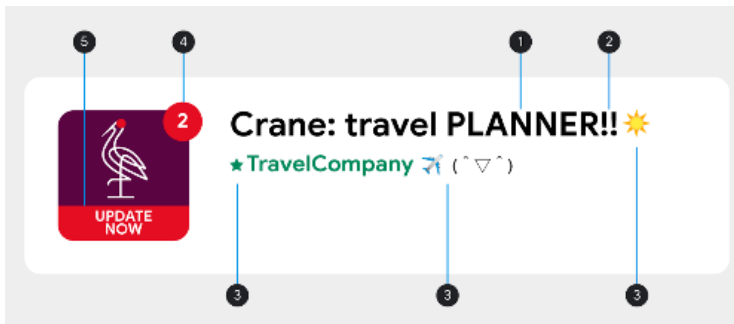 5 4 1 2
2
Crane: travel PLANNER!!☀️
★TravelCompany ✈️ (＾▽＾)
UPDATE
NOW
3 3 3